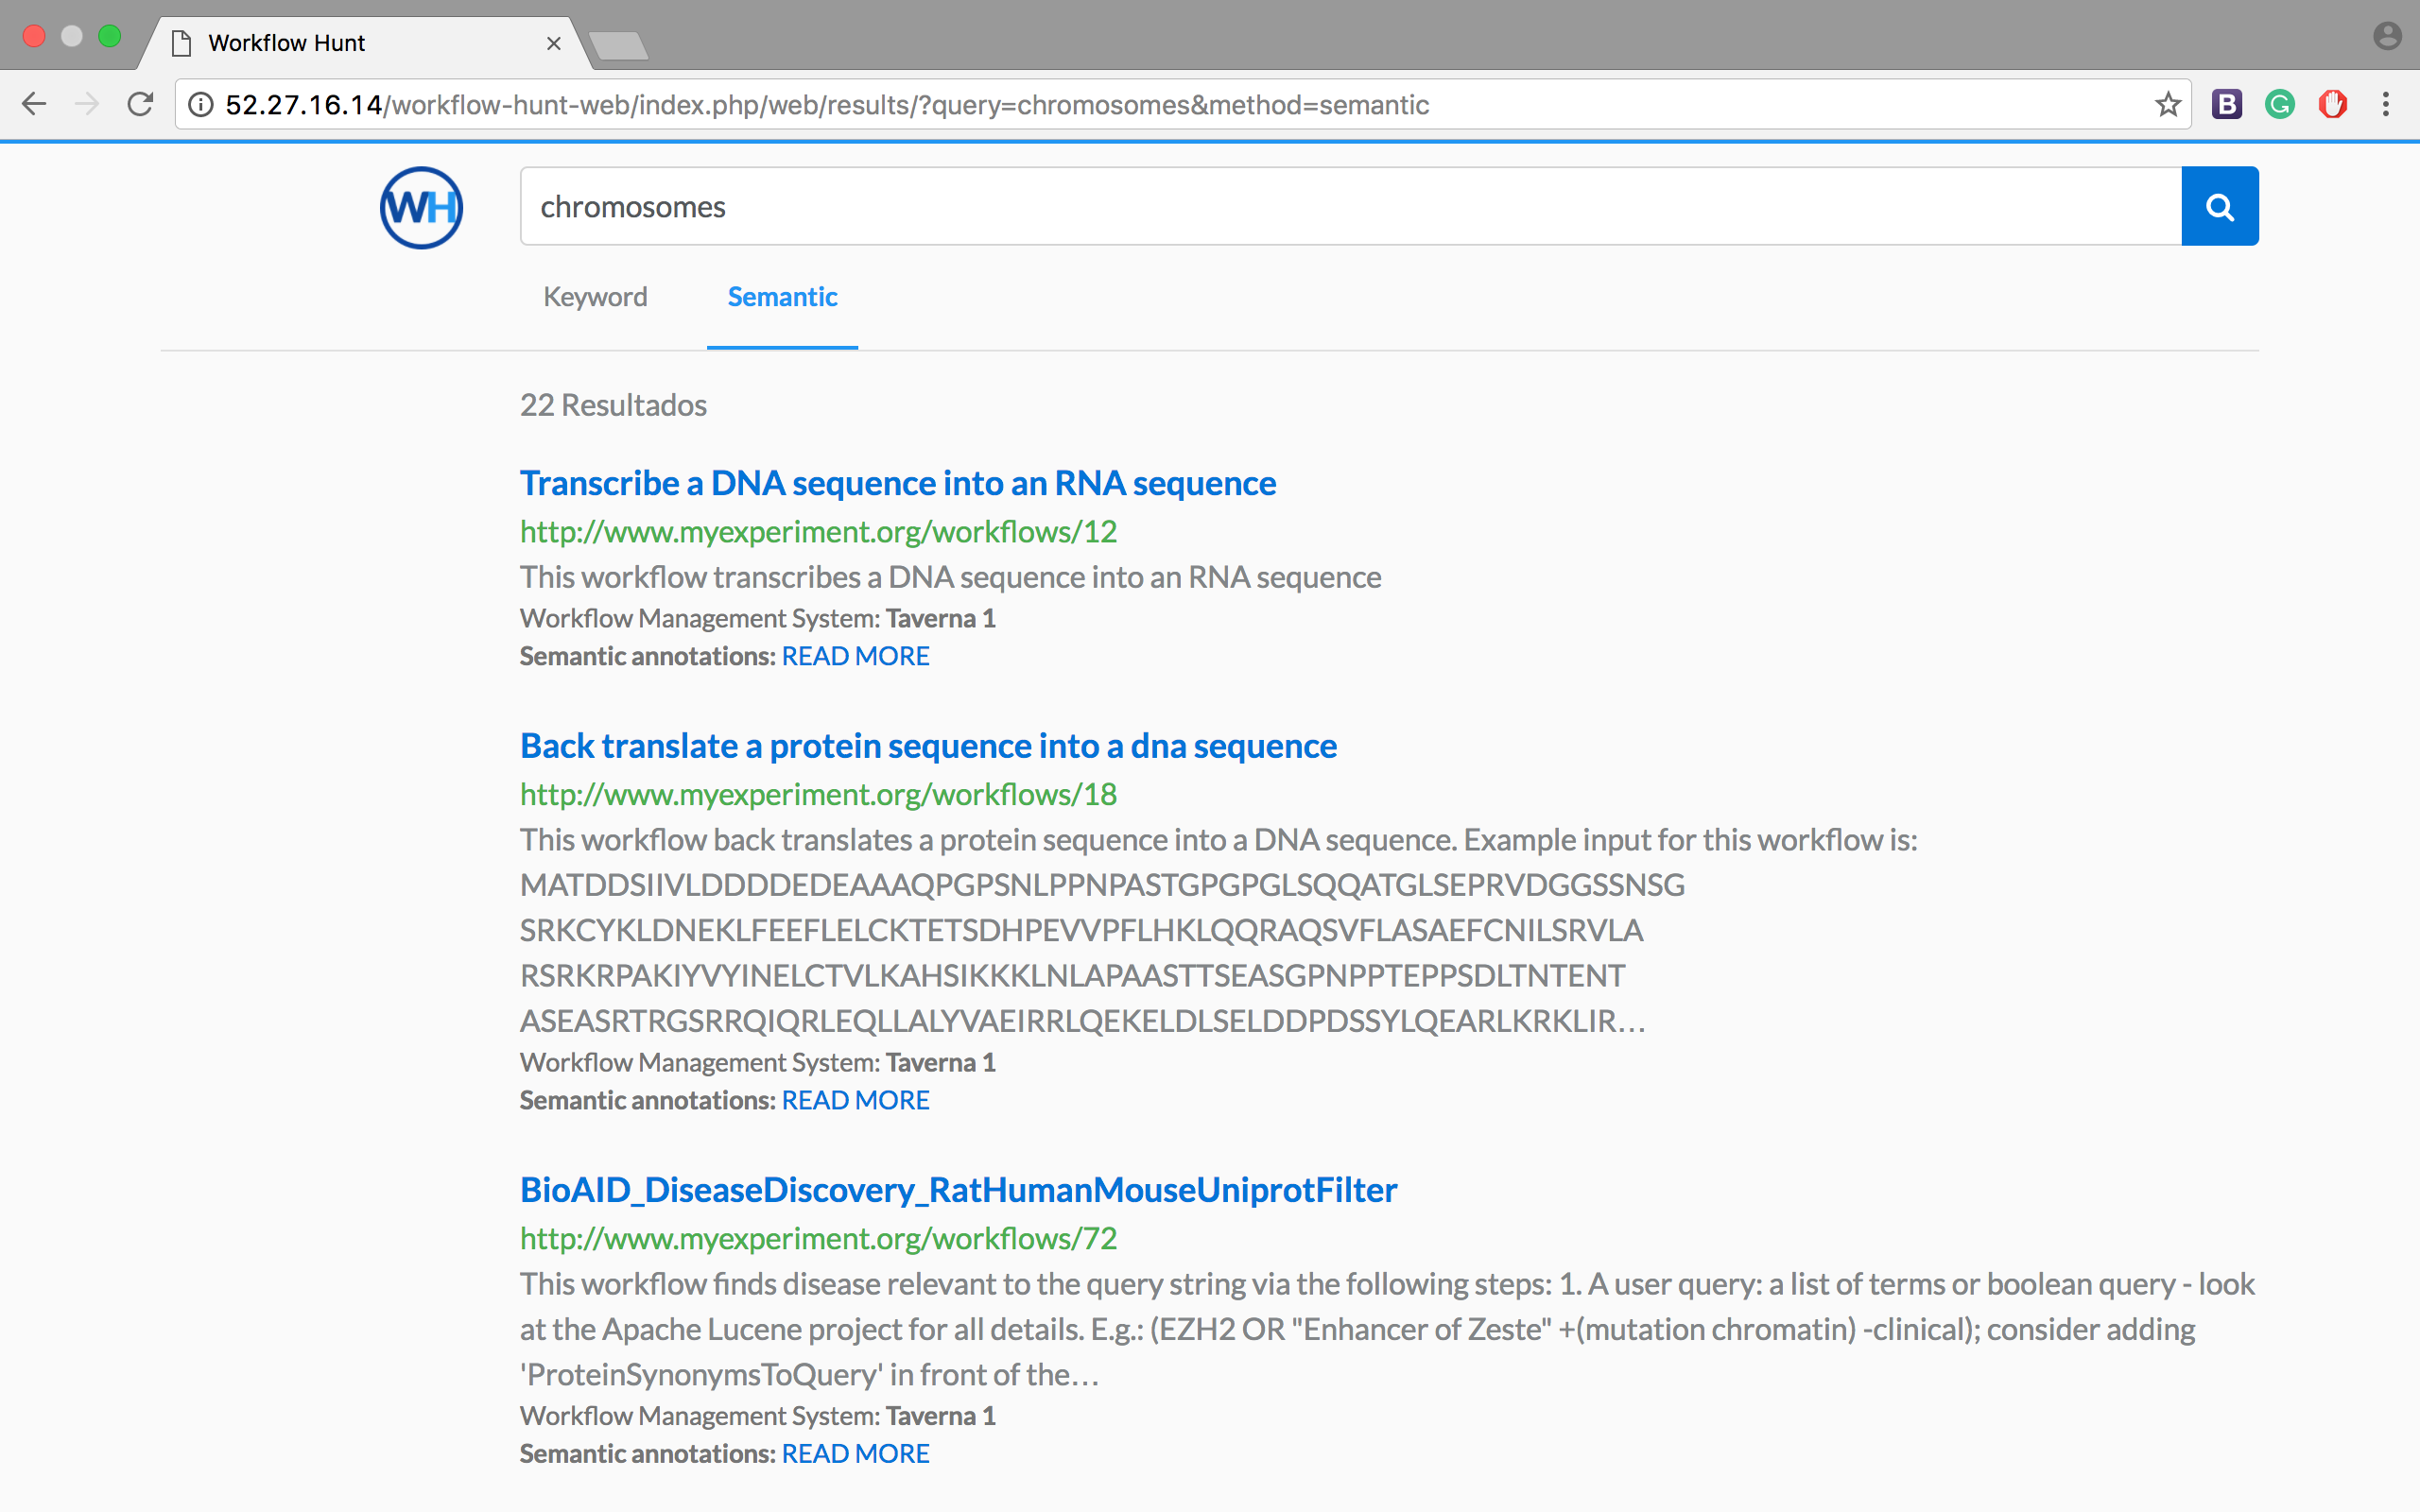 Workflow Hunt
52.27.16.14/workflow-hunt-web/index.php/web/results/?query=chromosomes&method=semantic
B G
WH
chromosomes
Keyword Semantic
22 Resultados
Transcribe a DNA sequence into an RNA sequence
http://www.myexperiment.org/workflows/12
This workflow transcribes a DNA sequence into an RNA sequence
Workflow Management System: Taverna 1
Semantic annotations: READ MORE
Back translate a protein sequence into a dna sequence
http://www.myexperiment.org/workflows/18
This workflow back translates a protein sequence into a DNA sequence. Example input for this workflow is:
MATDDSIIVLDDDDEDEAAAQPGPSNLPPNPASTGPGPGLSQQATGLSEPRVDGGSSNSG
SRKCYKLDNEKLFEEFLELCKTETSDHPEVVPFLHKLQQRAQSVFLASAEFCNILSRVLA
RSRKRPAKIYVYINELCTVLKAHSIKKKLNLAPAASTTSEASGPNPPTEPPSDLTNTENT
ASEASRTRGSRRQIQRLEQLLALYVAEIRRLQEKELDLSELDDPDSSYLQEARLKRKLIR…
Workflow Management System: Taverna 1
Semantic annotations: READ MORE
BioAID_DiseaseDiscovery_RatHumanMouseUniprotFilter
http://www.myexperiment.org/workflows/72
This workflow finds disease relevant to the query string via the following steps: 1. A user query: a list of terms or boolean query - look
at the Apache Lucene project for all details. E.g.: (EZH2 OR "Enhancer of Zeste" +(mutation chromatin) -clinical); consider adding
'ProteinSynonymsToQuery' in front of the…
Workflow Management System: Taverna 1
Semantic annotations: READ MORE